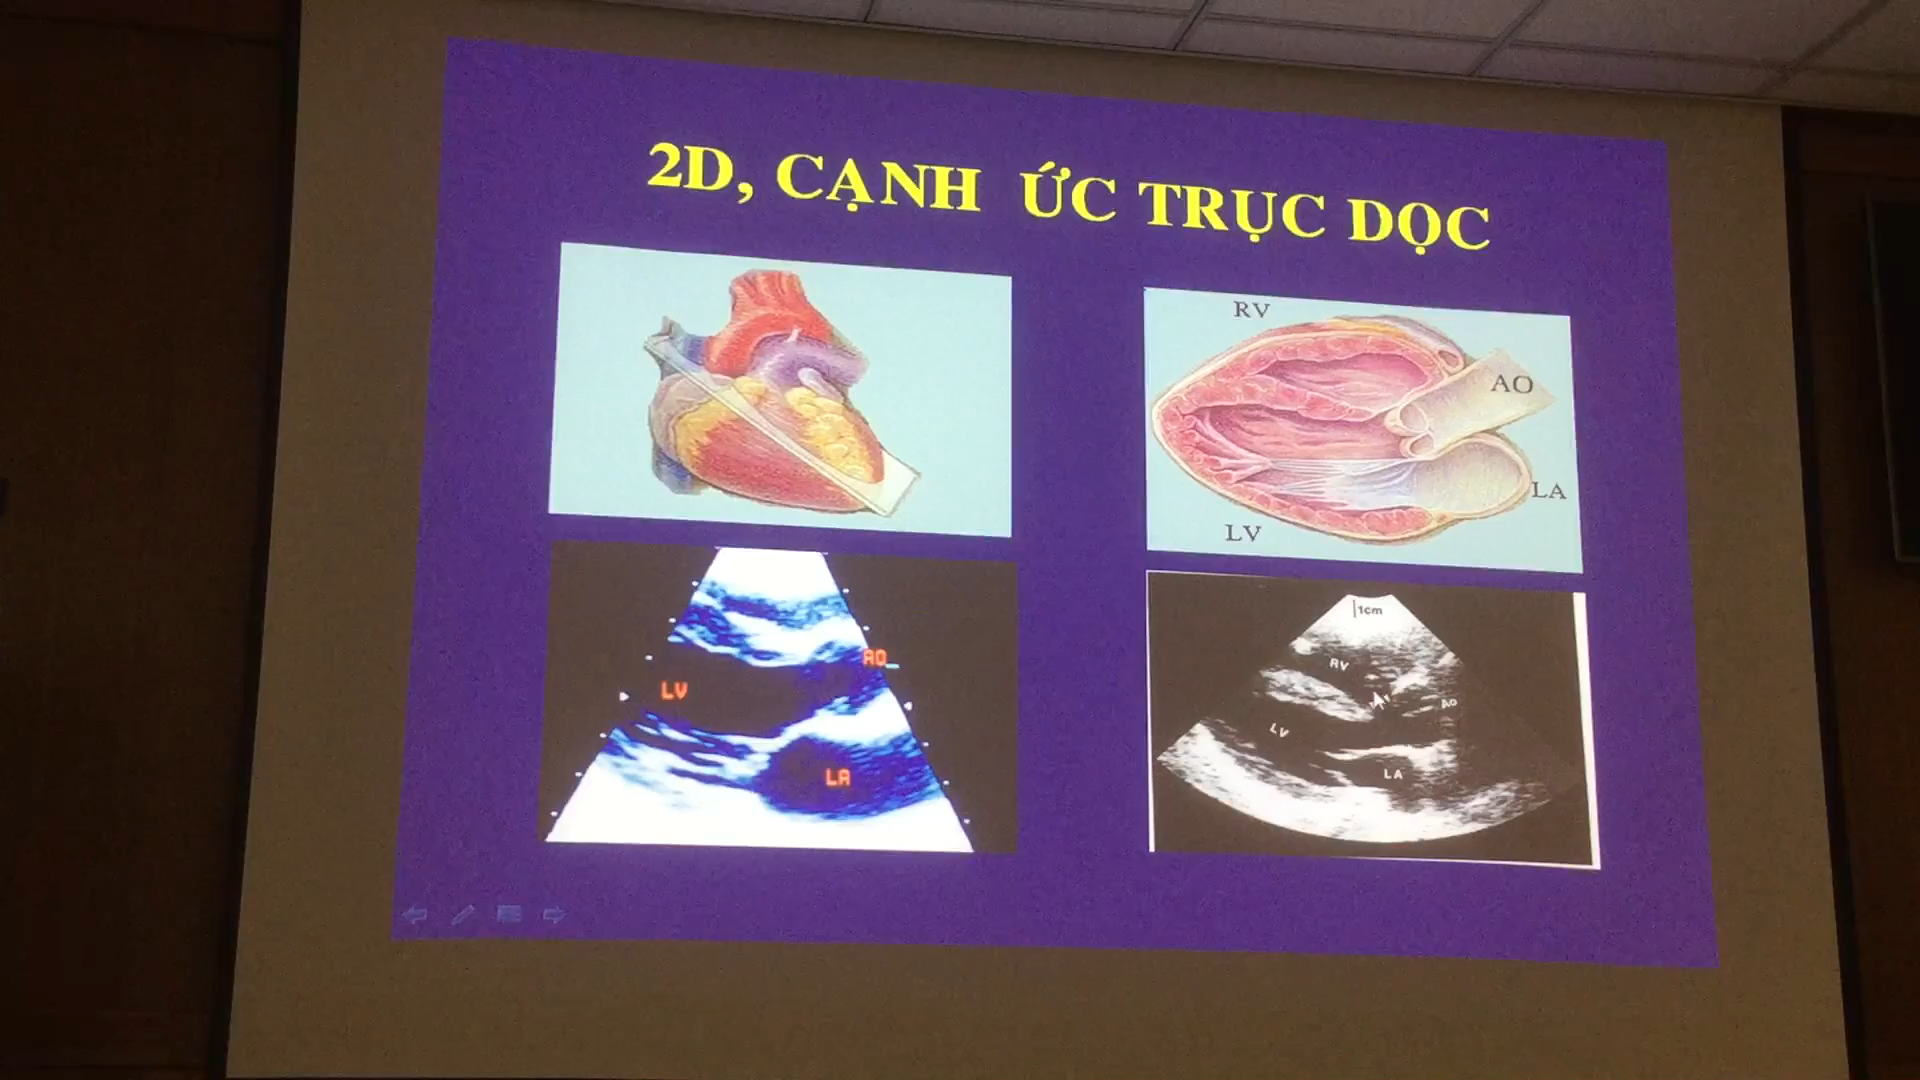 2D, CẠNH ỨC TRỤC DỌC
RV
AO
LA
LV
AO
LV
LA
1cm
RV
AO
LV
LA